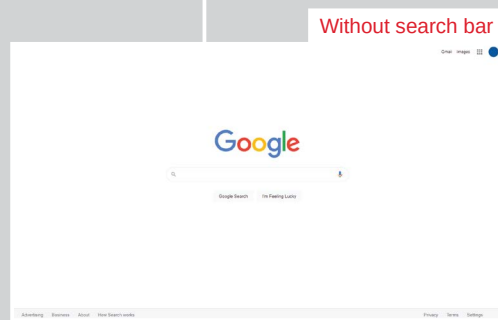 Without search bar
Gmail Images
Google
Google Search I'm Feeling Lucky
Advertising Business About How Search works Privacy Terms Settings